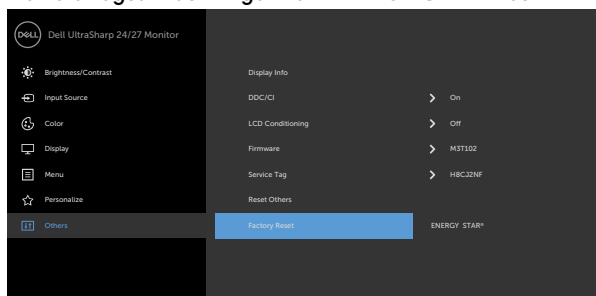 DELL Dell UltraSharp 24/27 Monitor
Brightness/Contrast Display Info
Input Source DDC/CI On
Color LCD Conditioning Off
Display Firmware M3T102
Menu Service Tag H8CJ2NF
Personalize Reset Others
Others Factory Reset ENERGY STAR®